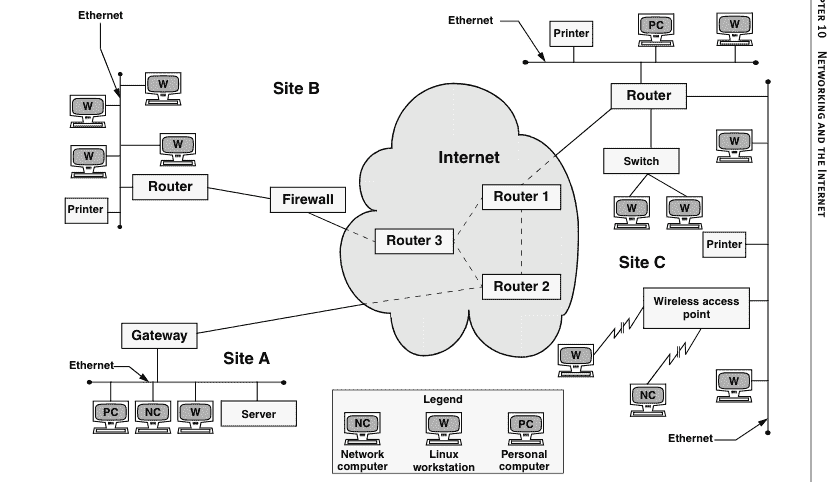 Ethernet
W
W
W
W
Printer
Router
Site B
Firewall
Internet
Router 1
Router 3
Router 2
Ethernet
Printer
PC
W
Router
Switch
W
W
W
Printer
Site C
Wireless access
point
W
NC
W
Ethernet
Gateway
Site A
Ethernet
PC
NC
W
Server
Legend
NC
W
PC
Network
computer
Linux
workstation
Personal
computer
PTER 10 NETWORKING AND THE INTERNET